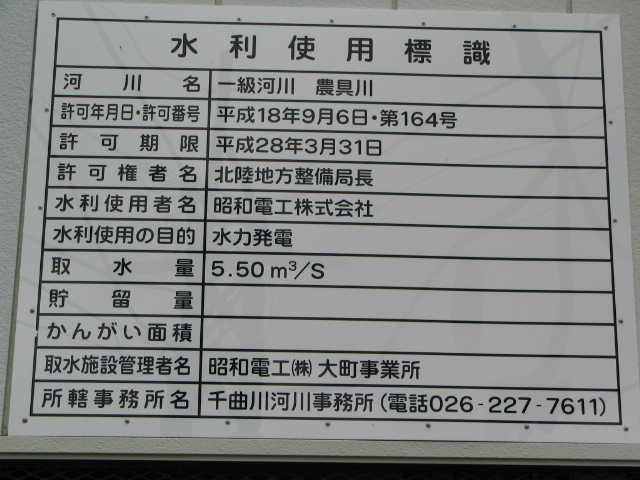 水利使用標識
河川名 一級河川 農具川
許可年月日・許可番号 平成18年9月6日・第164号
許可期限 平成28年3月31日
許可権者名 北陸地方整備局長
水利使用者名 昭和電工株式会社
水利使用の目的 水力発電
取水量 5.50m³/S
貯留量
かんがい面積
取水施設管理者名 昭和電工㈱ 大町事業所
所轄事務所名 千曲川河川事務所（電話026-227-7611）